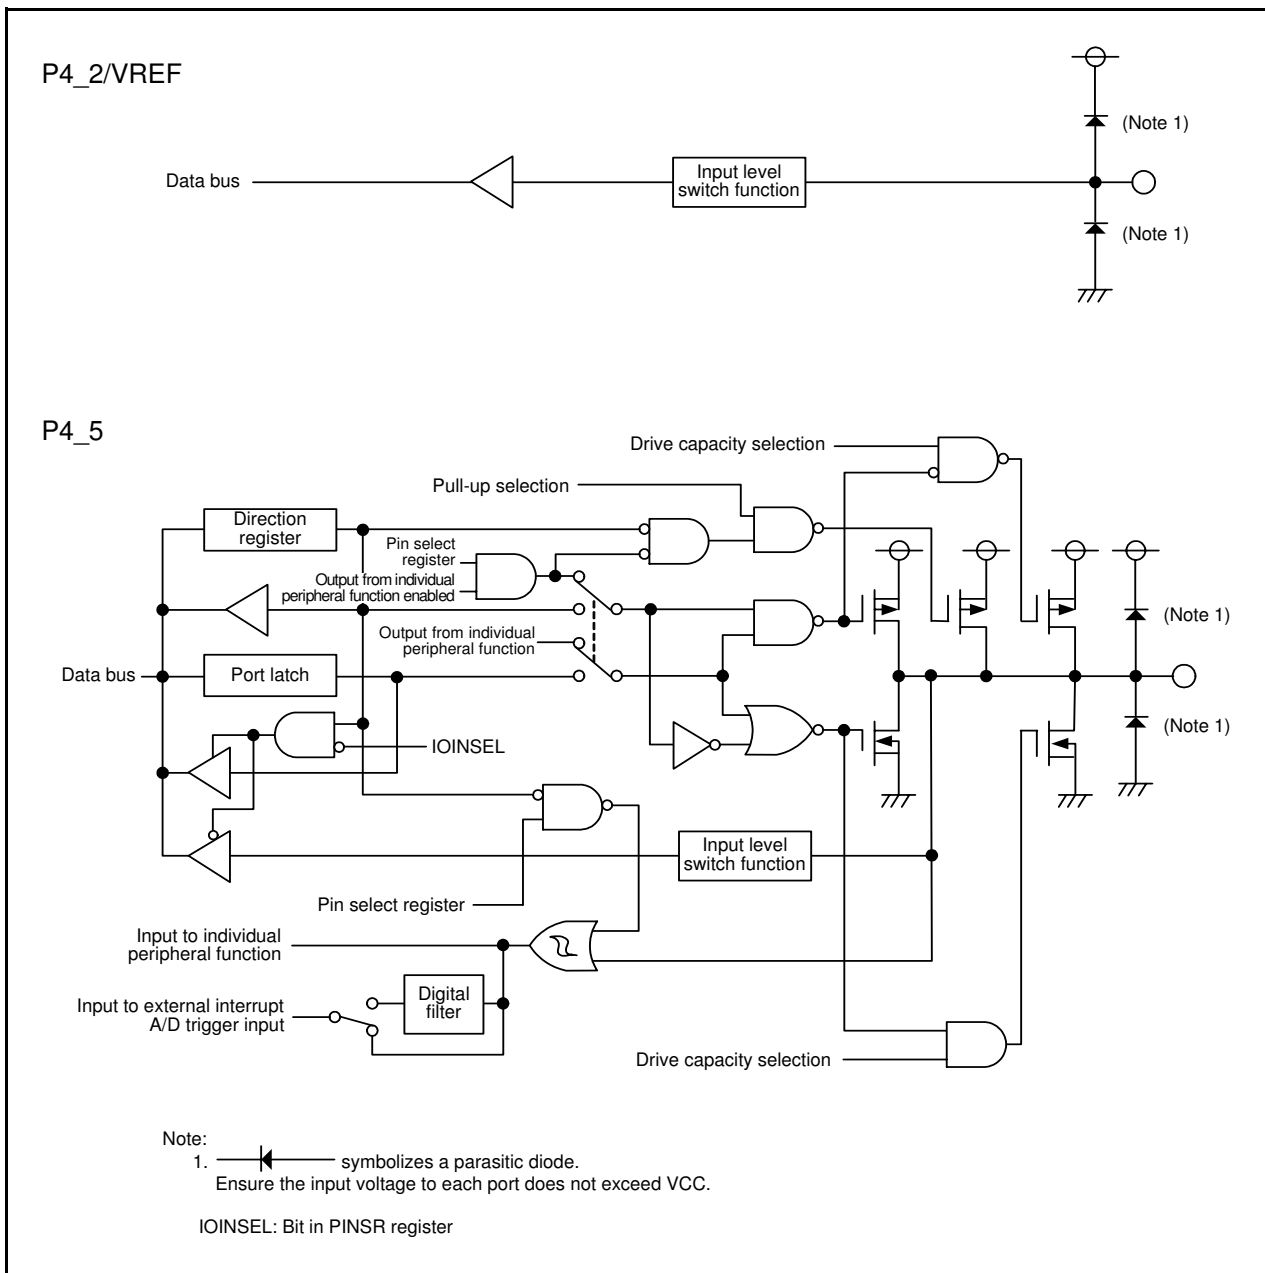 P4_2/VREF
(Note 1)
Data bus
Input level
switch function
(Note 1)
P4_5
Drive capacity selection
Pull-up selection
Direction
register
Pin select
register
Output from individual
peripheral function enabled
(Note 1)
Output from individual
peripheral function
Data bus
Port latch
(Note 1)
IOINSEL
Input level
switch function
Pin select register
Input to individual
peripheral function
Digital
filter
Input to external interrupt
A/D trigger input
Drive capacity selection
Note:
1. symbolizes a parasitic diode.
Ensure the input voltage to each port does not exceed VCC.
IOINSEL: Bit in PINSR register